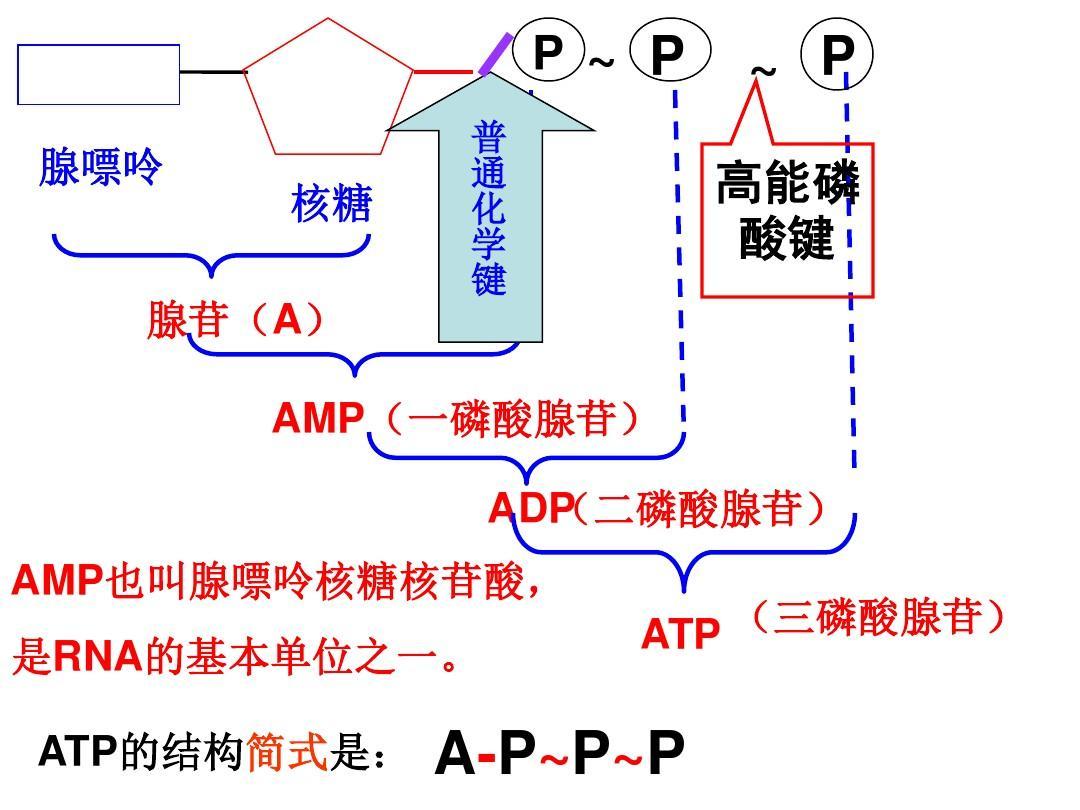 P ~ P ~ P
普通化学键
高能磷
酸键
腺嘌呤
核糖
腺苷（A）
AMP（一磷酸腺苷）
ADP（二磷酸腺苷）
ATP（三磷酸腺苷）
AMP也叫腺嘌呤核糖核苷酸，
是RNA的基本单位之一。
ATP的结构简式是： A-P~P~P